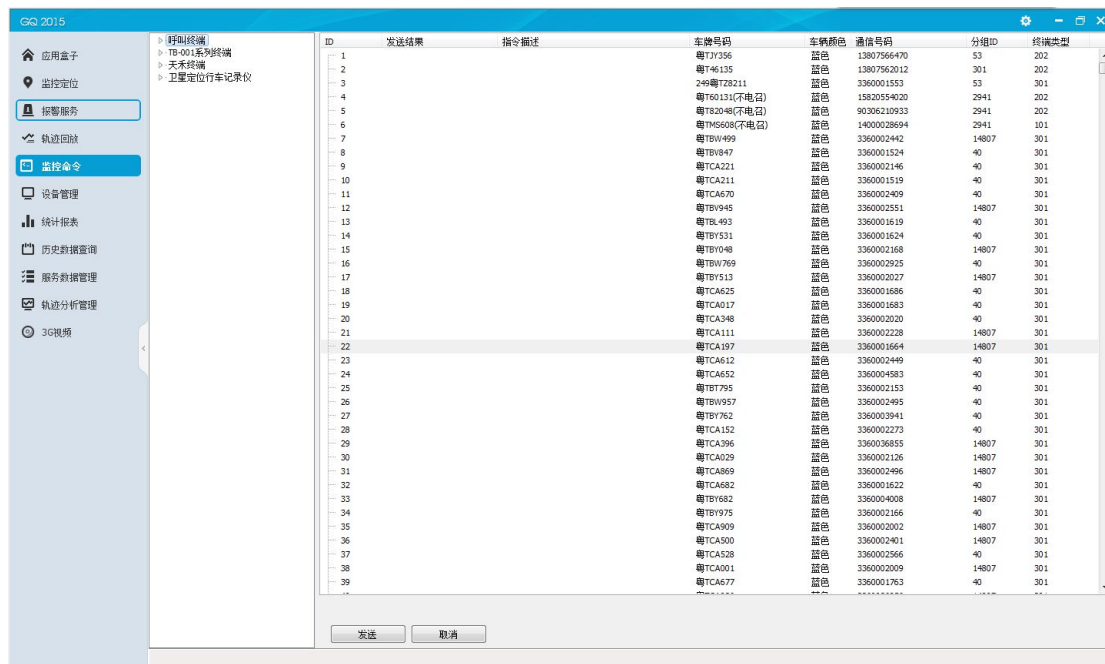 GQ 2015
应用盒子
监控定位
报警服务
轨迹回放
监控命令
设备管理
统计报表
历史数据查询
服务数据管理
轨迹分析管理
3G视频
呼叫终端
TB-001系列终端
天禾终端
卫星定位行车记录仪
ID 发送结果 指令描述 车牌号码 车辆颜色 通信号码 分组ID 终端类型
1 粤TJY356 蓝色 13807566470 53 202
2 粤T46135 蓝色 13807562012 301 202
3 249粤TZ8211 蓝色 3360001553 53 301
4 粤T60131(不电召) 蓝色 15820554020 2941 202
5 粤T82048(不电召) 蓝色 90306210933 2941 202
6 粤TMS608(不电召) 蓝色 14000028694 2941 101
7 粤TBW499 蓝色 3360002442 14807 301
8 粤TBV847 蓝色 3360001524 40 301
9 粤TCA221 蓝色 3360002146 40 301
10 粤TCA211 蓝色 3360001519 40 301
11 粤TCA670 蓝色 3360002409 40 301
12 粤TBV945 蓝色 3360002551 14807 301
13 粤TBL493 蓝色 3360001619 40 301
14 粤TBY531 蓝色 3360001624 40 301
15 粤TBY048 蓝色 3360002168 14807 301
16 粤TBW769 蓝色 3360002925 40 301
17 粤TBY513 蓝色 3360002027 14807 301
18 粤TCA625 蓝色 3360001686 40 301
19 粤TCA017 蓝色 3360001683 40 301
20 粤TCA348 蓝色 3360002020 40 301
21 粤TCA111 蓝色 3360002228 14807 301
22 粤TCA197 蓝色 3360001664 14807 301
23 粤TCA612 蓝色 3360002449 40 301
24 粤TCA652 蓝色 3360004583 40 301
25 粤TBT795 蓝色 3360002153 40 301
26 粤TBW957 蓝色 3360002495 40 301
27 粤TBY762 蓝色 3360003941 40 301
28 粤TCA152 蓝色 3360002273 40 301
29 粤TCA396 蓝色 3360036855 14807 301
30 粤TCA029 蓝色 3360002126 14807 301
31 粤TCA869 蓝色 3360002496 14807 301
32 粤TCA682 蓝色 3360001622 40 301
33 粤TBY682 蓝色 3360004008 14807 301
34 粤TBY975 蓝色 3360002166 40 301
35 粤TCA909 蓝色 3360002002 14807 301
36 粤TCA500 蓝色 3360002401 14807 301
37 粤TCA528 蓝色 3360002566 40 301
38 粤TCA001 蓝色 3360002009 14807 301
39 粤TCA677 蓝色 3360001763 40 301
发送 取消